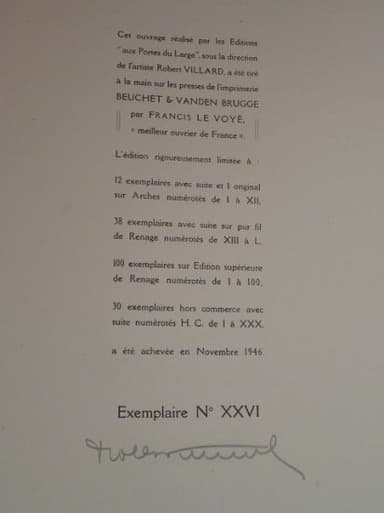 Cet ouvrage réalisé par les Editions
"aux Portes du Large", sous la direction
de l'artiste Robert VILLARD, a été tiré
à la main sur les presses de l'imprimerie
BEUCHET & VANDEN BRUGGE
par FRANCIS LE VOYÉ,
« meilleur ouvrier de France ».
L'édition rigoureusement limitée à :
12 exemplaires avec suite et 1 original
sur Arches numérotés de I à XII,
38 exemplaires avec suite sur pur fil
de Renage numérotés de XIII à L.
100 exemplaires sur Edition supérieure
de Renage numérotés de 1 à 100,
30 exemplaires hors commerce avec
suite numérotés H. C. de I à XXX,
a été achevée en Novembre 1946.
Exemplaire N° XXVI